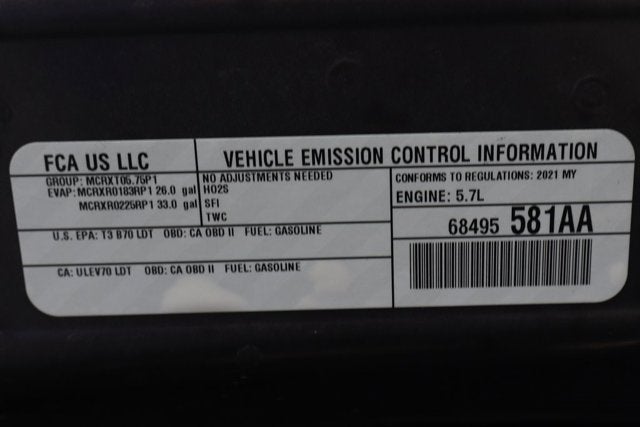 FCA US LLC
VEHICLE EMISSION CONTROL INFORMATION
GROUP: MCRXT05.75P1
EVAP: MCRXR0183RP1 26.0 gal
MCRXR0225RP1 33.0 gal
NO ADJUSTMENTS NEEDED
HO2S
SFI
TWC
CONFORMS TO REGULATIONS: 2021 MY
ENGINE: 5.7L
68495 581AA
U.S. EPA: T3 B70 LDT OBD: CA OBD II FUEL: GASOLINE
CA: ULEV70 LDT OBD: CA OBD II FUEL: GASOLINE